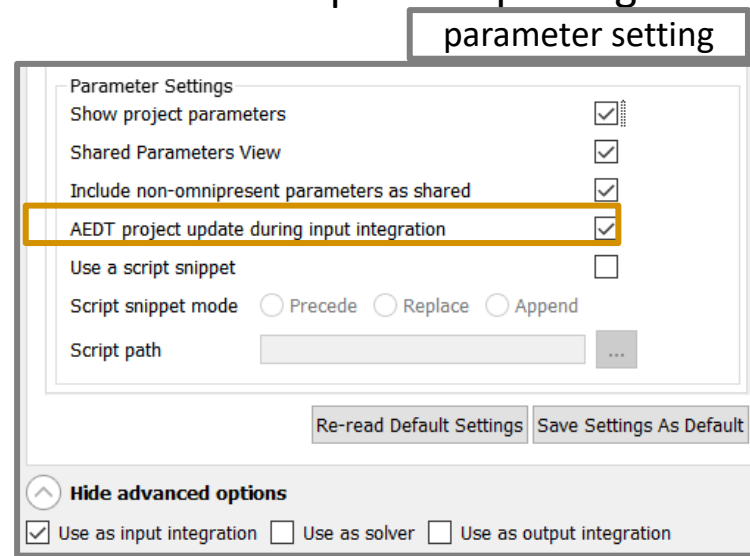 parameter setting
Parameter Settings
Show project parameters
Shared Parameters View
Include non-omnipresent parameters as shared
AEDT project update during input integration
Use a script snippet
Script snippet mode Precede Replace Append
Script path ...
Re-read Default Settings Save Settings As Default
Hide advanced options
Use as input integration Use as solver Use as output integration